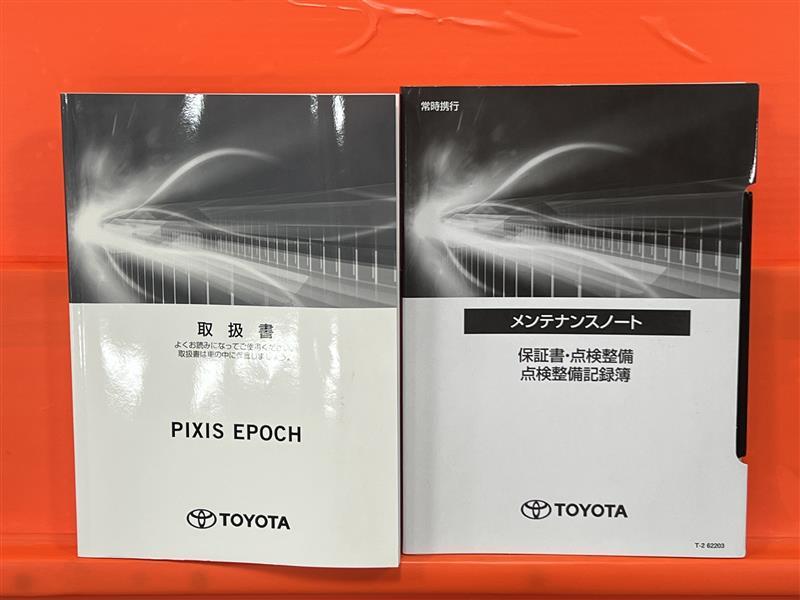 取扱書
よくお読みになってご使用ください。
取扱書は車の中に保管しましょう。
PIXIS EPOCH
TOYOTA
常時携行
メンテナンスノート
保証書・点検整備
点検整備記録簿
TOYOTA
T-2 62203